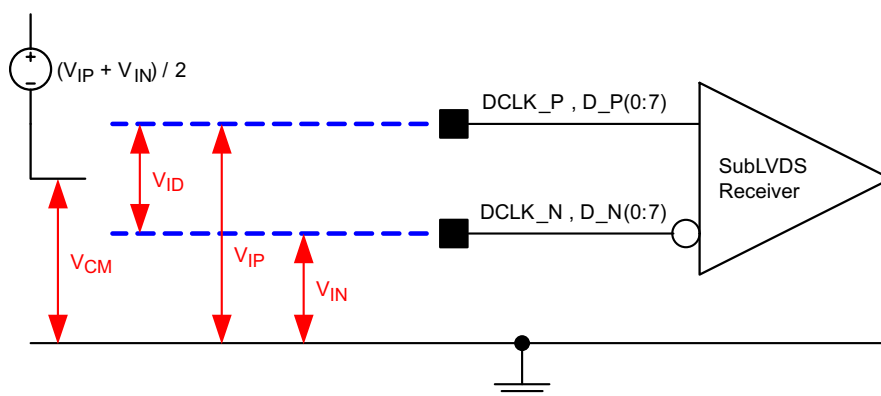 (VIP + VIN) / 2
DCLK_P , D_P(0:7)
SubLVDS
Receiver
VID
DCLK_N , D_N(0:7)
VCM
VIP
VIN